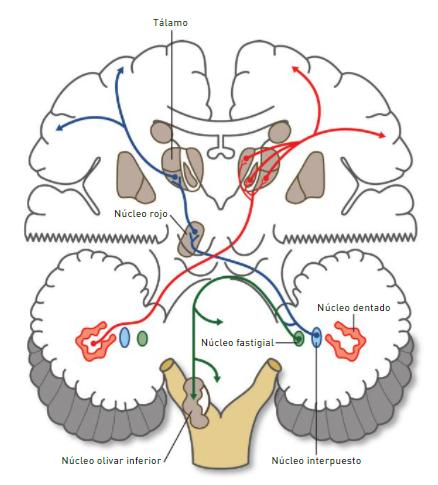 Tálamo
Núcleo rojo
Núcleo dentado
Núcleo fastigial
Núcleo olivar inferior
Núcleo interpuesto